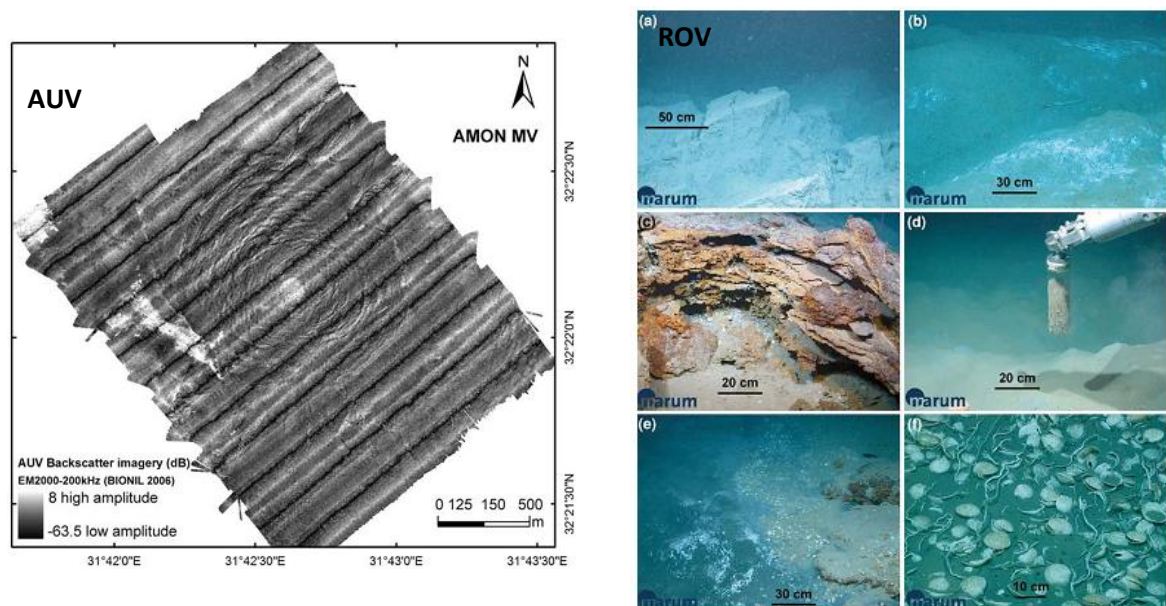 AUV
N
AMON MV
32°22'30"N
32°22'0"N
32°21'30"N
AUV Backscatter imagery (dB)
EM2000-200kHz (BIONIL 2006)
8 high amplitude
-63.5 low amplitude
0 125 150 500
m
31°42'0"E
31°42'30"E
31°43'0"E
31°43'30"E
(a)
ROV
50 cm
marum
(b)
30 cm
marum
(c)
20 cm
marum
(d)
20 cm
marum
(e)
30 cm
marum
(f)
10 cm
marum